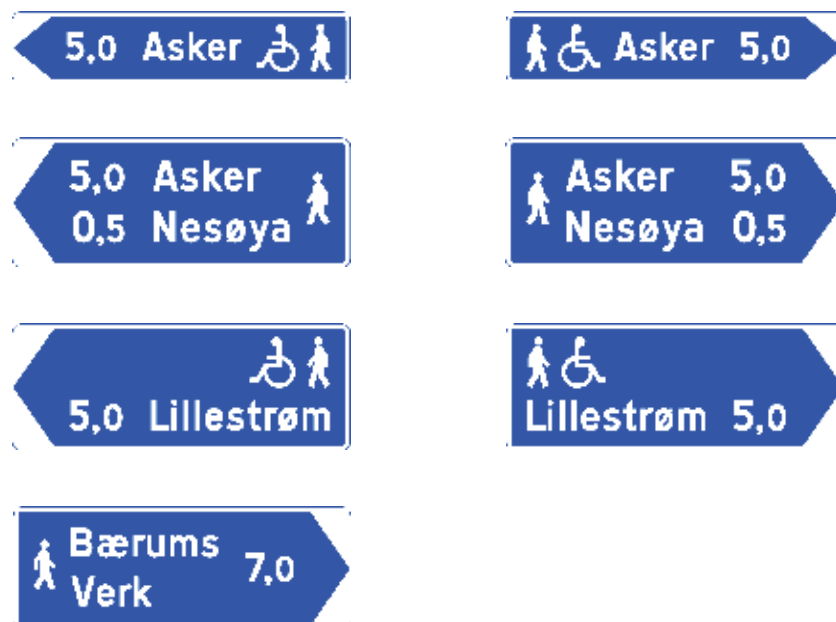 5,0 Asker
Asker 5,0
5,0 Asker
0,5 Nesøya
Asker 5,0
Nesøya 0,5
5,0 Lillestrøm
Lillestrøm 5,0
Bærums
Verk 7,0